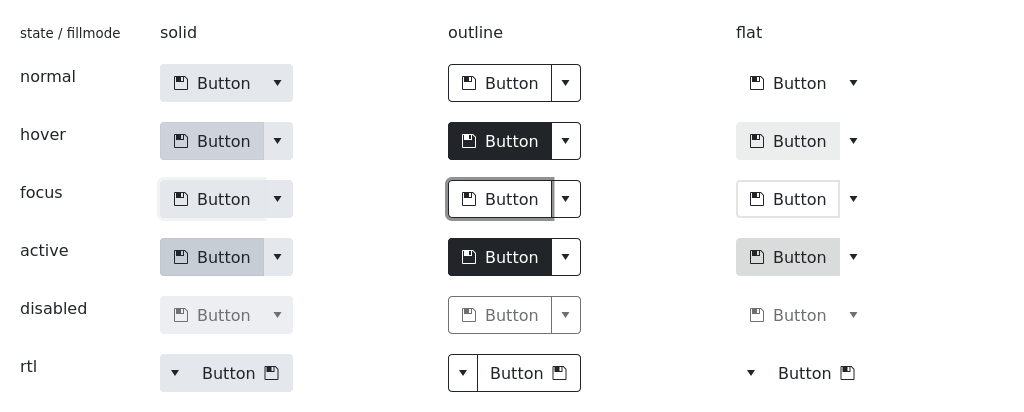 state / fillmode solid outline flat
normal Button Button Button
hover Button Button Button
focus Button Button Button
active Button Button Button
disabled Button Button Button
rtl Button Button Button